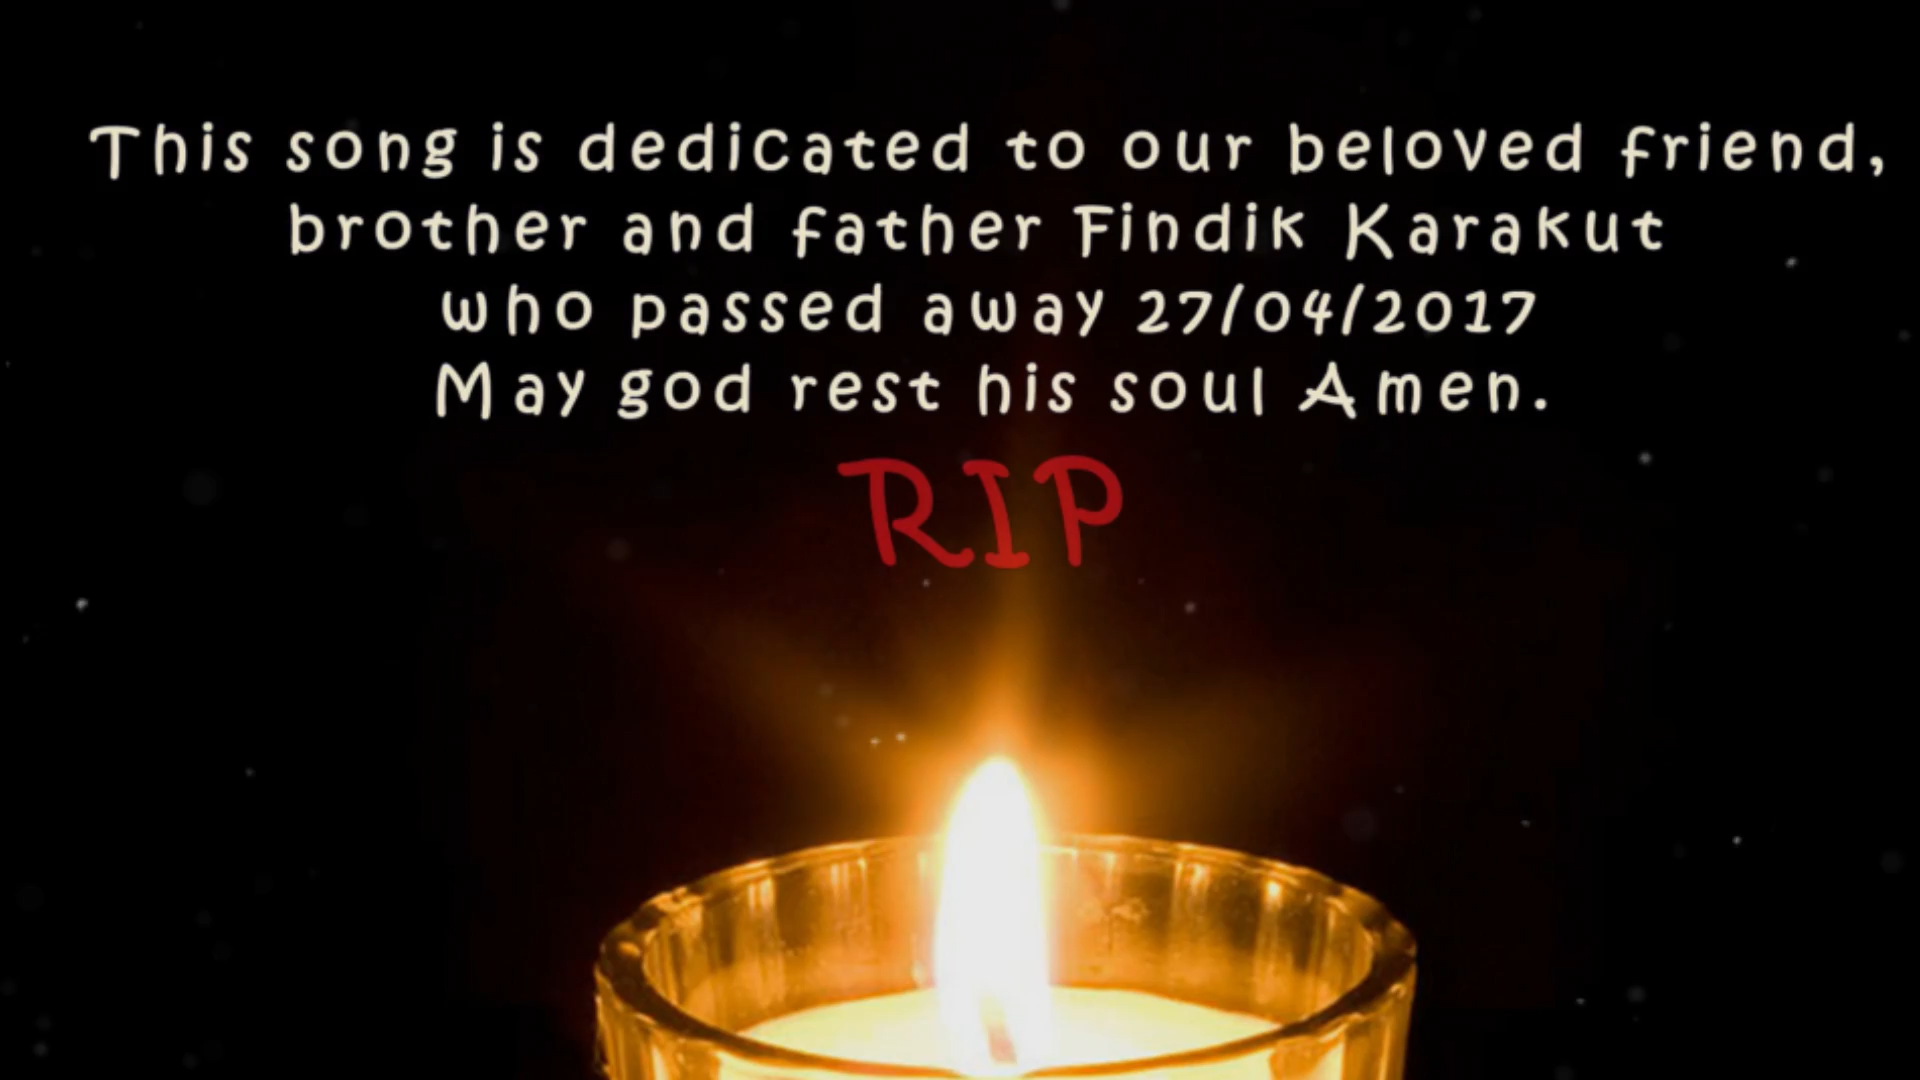 This song is dedicated to our beloved friend,
brother and father Findik Karakut
who passed away 27/04/2017
May god rest his soul Amen.
RIP